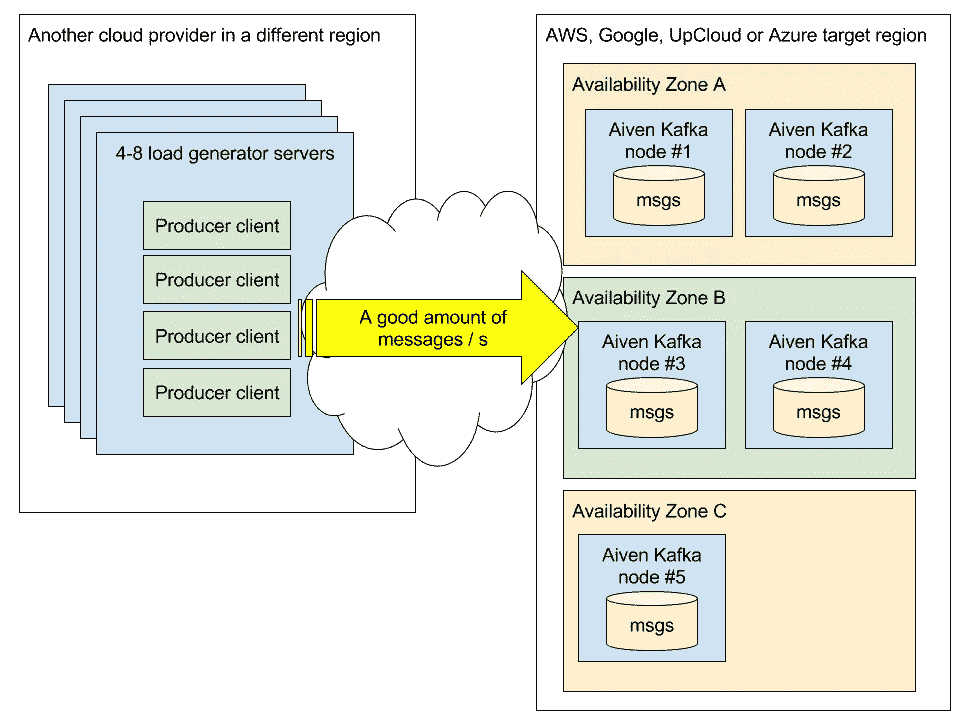 Another cloud provider in a different region
4-8 load generator servers
Producer client
Producer client
Producer client
Producer client
A good amount of
messages / s
AWS, Google, UpCloud or Azure target region
Availability Zone A
Aiven Kafka
node #1
msgs
Aiven Kafka
node #2
msgs
Availability Zone B
Aiven Kafka
node #3
msgs
Aiven Kafka
node #4
msgs
Availability Zone C
Aiven Kafka
node #5
msgs